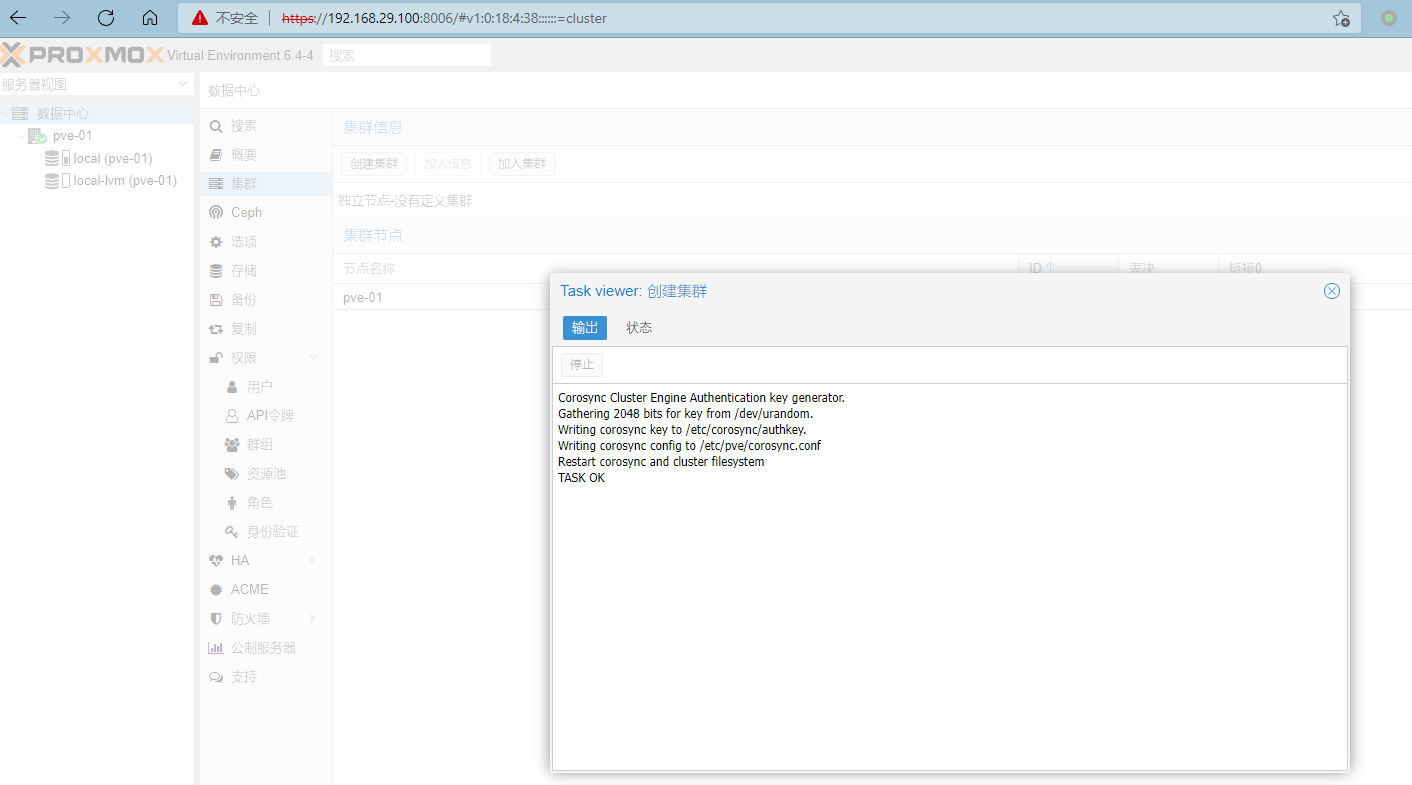 不安全 https://192.168.29.100:8006/#v1:0:18:4:38::::::=cluster
PROXMOX Virtual Environment 6.4-4 搜索
服务器视图
数据中心
pve-01
local (pve-01)
local-lvm (pve-01)
数据中心
搜索
概要
集群
Ceph
选项
存储
备份
复制
权限
用户
API令牌
群组
资源池
角色
身份验证
HA
ACME
防火墙
公制服务器
支持
集群信息
创建集群 加入信息 加入集群
独立节点-没有定义集群
集群节点
节点名称 ID 表决 链接0
pve-01
Task viewer: 创建集群
输出 状态
停止
Corosync Cluster Engine Authentication key generator.
Gathering 2048 bits for key from /dev/urandom.
Writing corosync key to /etc/corosync/authkey.
Writing corosync config to /etc/pve/corosync.conf
Restart corosync and cluster filesystem
TASK OK